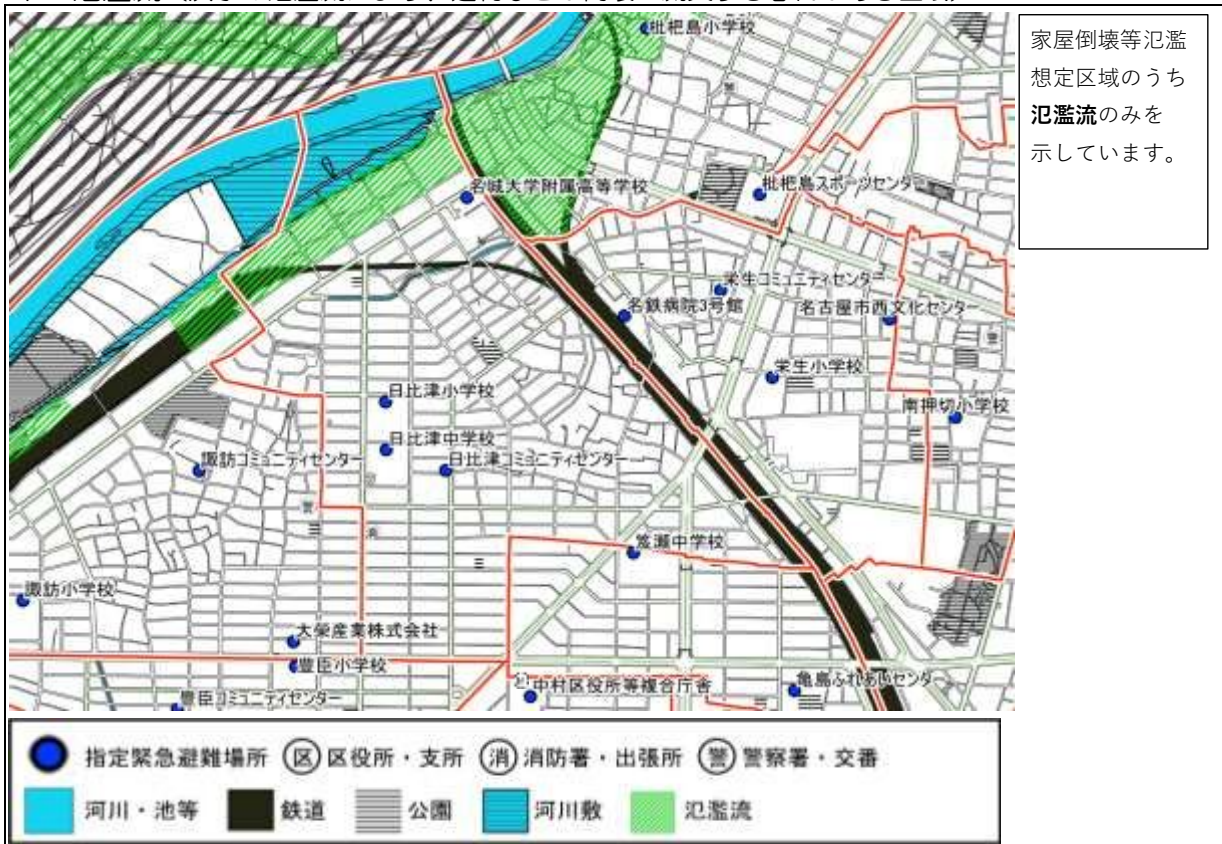 家屋倒壊等氾濫
想定区域のうち
氾濫流のみを
示しています。
枇杷島小学校
名城大学附属高等学校
枇杷島スポーツセンター
栄生コミュニティセンター
名鉄病院3号館
名古屋市西文化センター
栄生小学校
日比津小学校
南押切小学校
日比津中学校
諏訪コミュニティセンター
日比津コミュニティセンター
笈瀬中学校
諏訪小学校
大栄産業株式会社
豊臣小学校
中村区役所等複合庁舎
亀島ふれあいセンター
豊臣コミュニティセンター
指定緊急避難場所 区 区役所・支所 消 消防署・出張所 警 警察署・交番
河川・池等 鉄道 公園 河川敷 氾濫流